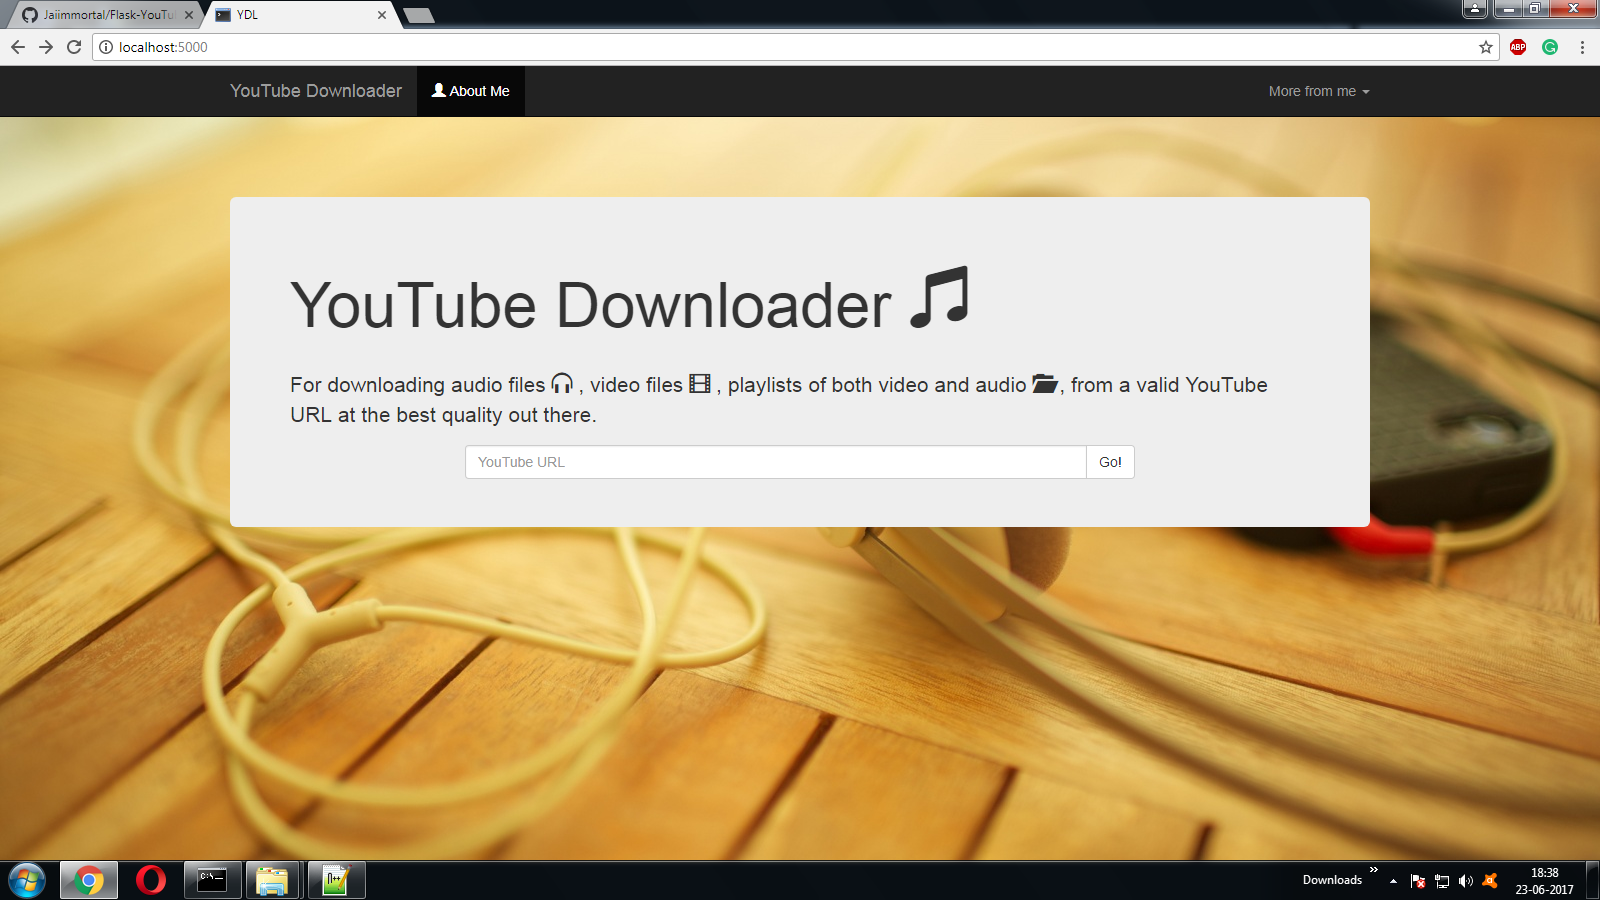 Jaiimmortal/Flask-YouTu
YDL
localhost:5000
ABP
YouTube Downloader
About Me
More from me
YouTube Downloader
For downloading audio files , video files , playlists of both video and audio , from a valid YouTube
URL at the best quality out there.
YouTube URL
Go!
Downloads
18:38
23-06-2017